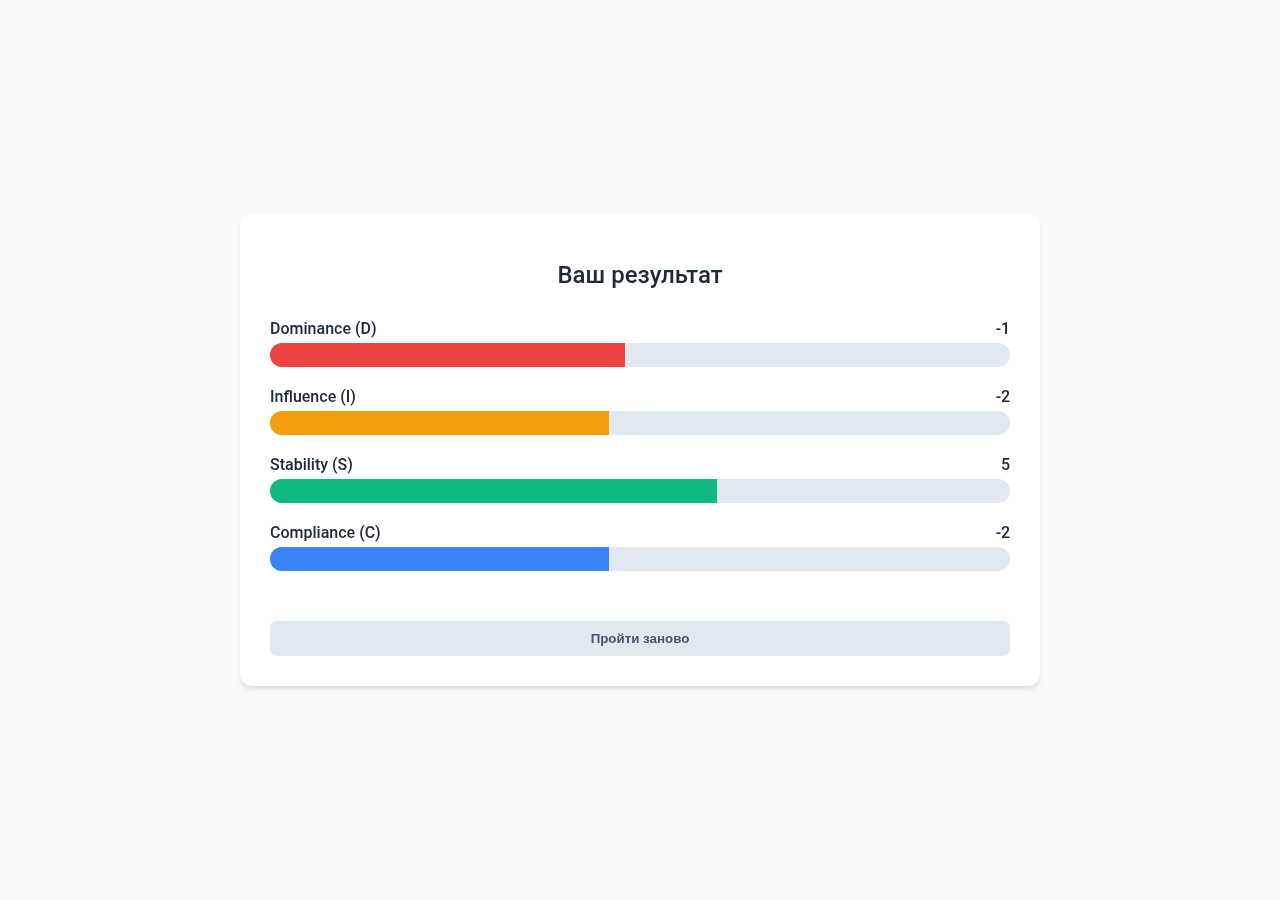 Ваш результат
Dominance (D) -1
Influence (I) -2
Stability (S) 5
Compliance (C) -2
Пройти заново